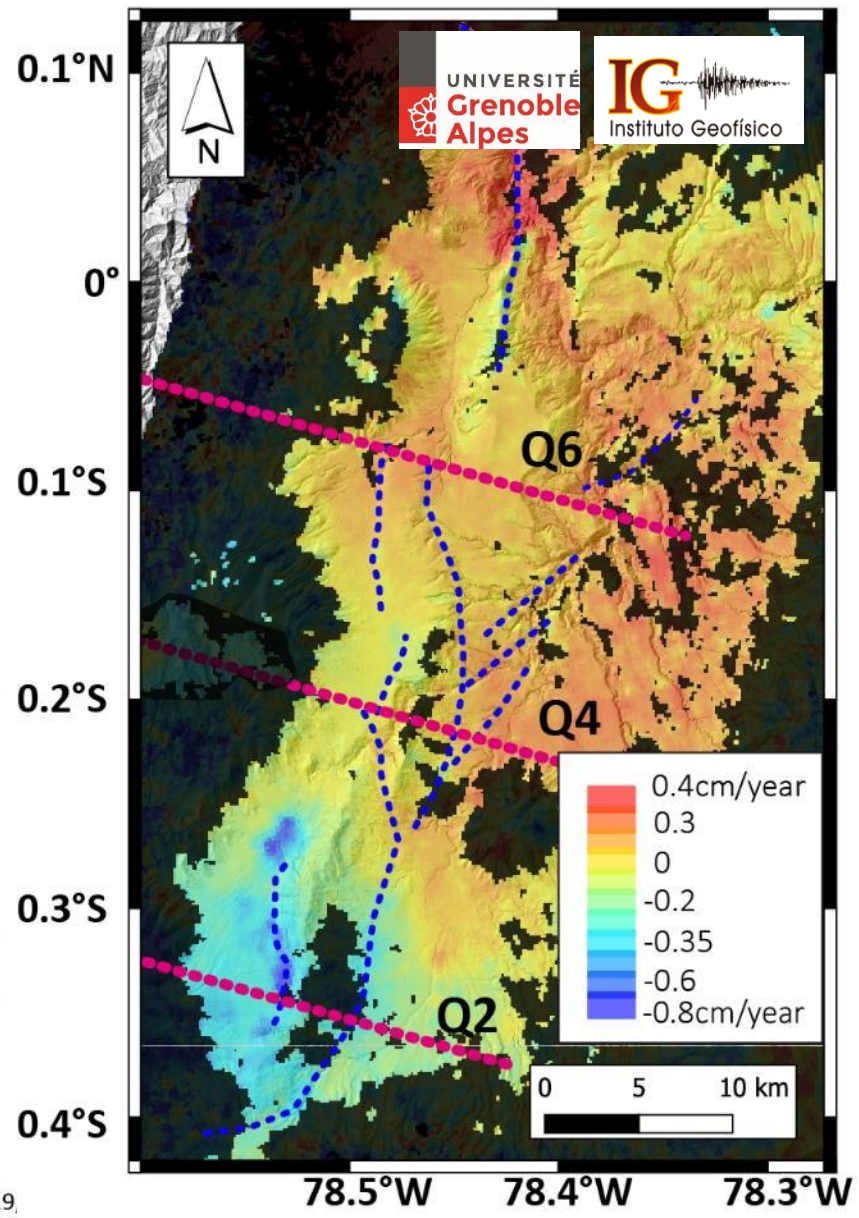 0.1°N
0°
0.1°S
0.2°S
0.3°S
0.4°S
N
UNIVERSITÉ
Grenoble
Alpes
IG
Instituto Geofísico
Q6
Q4
Q2
0.4cm/year
0.3
0
-0.2
-0.35
-0.6
-0.8cm/year
0 5 10 km
78.5°W 78.4°W 78.3°W
9,